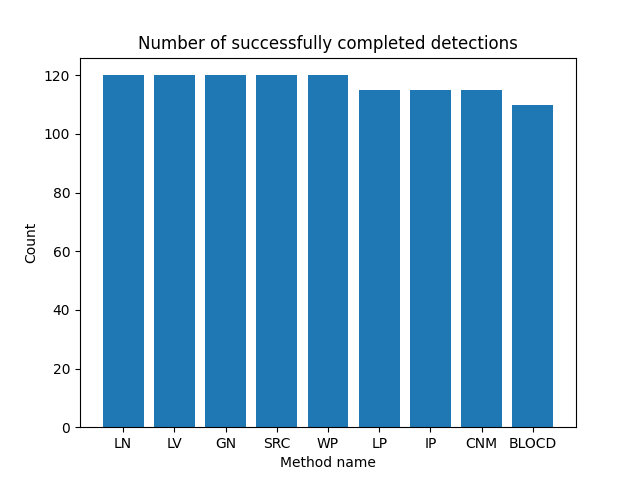 Number of successfully completed detections
120
100
80
60
40
20
0
Count
LN LV GN SRC WP LP IP CNM BLOCD
Method name